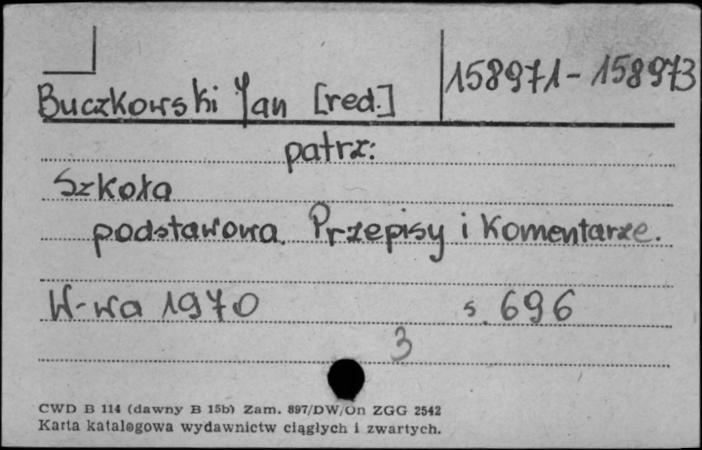 158971-158973
Buczkowski Jan [red.]
patrz:
Szkoła
podstawowa. Przepisy i Komentarze.
W-wa 1970 s. 696
3
CWD B 114 (dawny B 15b) Zam. 897/DW/On ZGG 2542
Karta katalogowa wydawnictw ciągłych i zwartych.